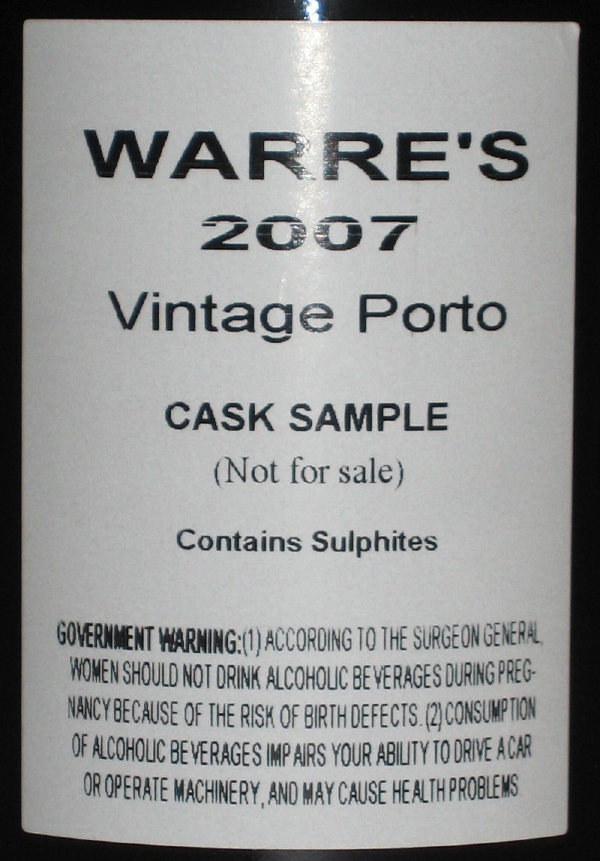 WARRE'S
2007
Vintage Porto
CASK SAMPLE
(Not for sale)
Contains Sulphites
GOVERNMENT WARNING:(1) ACCORDING TO THE SURGEON GENERAL,
WOMEN SHOULD NOT DRINK ALCOHOLIC BEVERAGES DURING PREG-
NANCY BECAUSE OF THE RISK OF BIRTH DEFECTS. (2) CONSUMPTION
OF ALCOHOLIC BEVERAGES IMPAIRS YOUR ABILITY TO DRIVE A CAR
OR OPERATE MACHINERY, AND MAY CAUSE HEALTH PROBLEMS